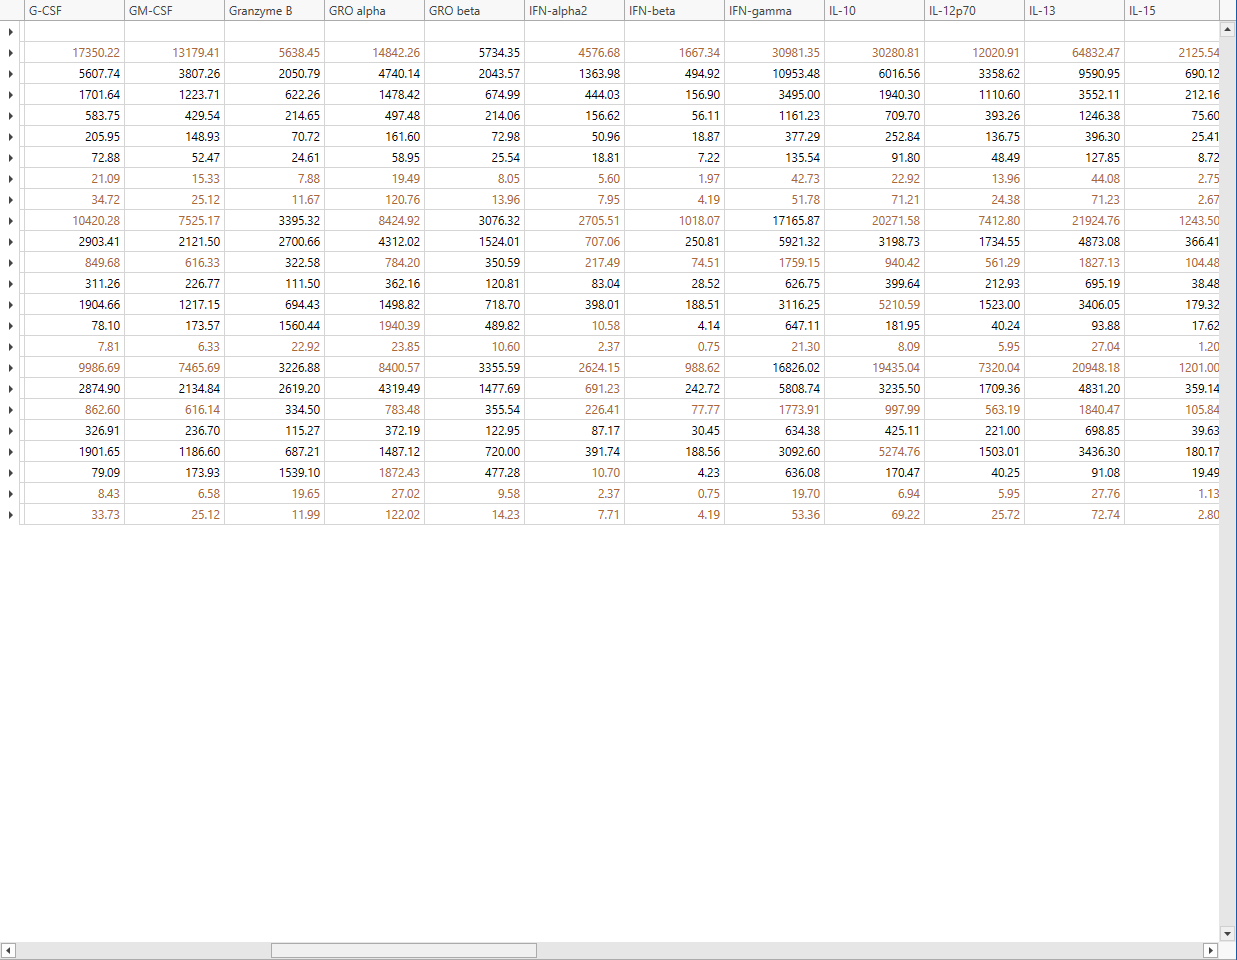 G-CSF GM-CSF Granzyme B GRO alpha GRO beta IFN-alpha2 IFN-beta IFN-gamma IL-10 IL-12p70 IL-13 IL-15
17350.22 13179.41 5638.45 14842.26 5734.35 4576.68 1667.34 30981.35 30280.81 12020.91 64832.47 2125.54
5607.74 3807.26 2050.79 4740.14 2043.57 1363.98 494.92 10953.48 6016.56 3358.62 9590.95 690.12
1701.64 1223.71 622.26 1478.42 674.99 444.03 156.90 3495.00 1940.30 1110.60 3552.11 212.16
583.75 429.54 214.65 497.48 214.06 156.62 56.11 1161.23 709.70 393.26 1246.38 75.60
205.95 148.93 70.72 161.60 72.98 50.96 18.87 377.29 252.84 136.75 396.30 25.41
72.88 52.47 24.61 58.95 25.54 18.81 7.22 135.54 91.80 48.49 127.85 8.72
21.09 15.33 7.88 19.49 8.05 5.60 1.97 42.73 22.92 13.96 44.08 2.75
34.72 25.12 11.67 120.76 13.96 7.95 4.19 51.78 71.21 24.38 71.23 2.67
10420.28 7525.17 3395.32 8424.92 3076.32 2705.51 1018.07 17165.87 20271.58 7412.80 21924.76 1243.50
2903.41 2121.50 2700.66 4312.02 1524.01 707.06 250.81 5921.32 3198.73 1734.55 4873.08 366.41
849.68 616.33 322.58 784.20 350.59 217.49 74.51 1759.15 940.42 561.29 1827.13 104.48
311.26 226.77 111.50 362.16 120.81 83.04 28.52 626.75 399.64 212.93 695.19 38.48
1904.66 1217.15 694.43 1498.82 718.70 398.01 188.51 3116.25 5210.59 1523.00 3406.05 179.32
78.10 173.57 1560.44 1940.39 489.82 10.58 4.14 647.11 181.95 40.24 93.88 17.62
7.81 6.33 22.92 23.85 10.60 2.37 0.75 21.30 8.09 5.95 27.04 1.20
9986.69 7465.69 3226.88 8400.57 3355.59 2624.15 988.62 16826.02 19435.04 7320.04 20948.18 1201.00
2874.90 2134.84 2619.20 4319.49 1477.69 691.23 242.72 5808.74 3235.50 1709.36 4831.20 359.14
862.60 616.14 334.50 783.48 355.54 226.41 77.77 1773.91 997.99 563.19 1840.47 105.84
326.91 236.70 115.27 372.19 122.95 87.17 30.45 634.38 425.11 221.00 698.85 39.63
1901.65 1186.60 687.21 1487.12 720.00 391.74 188.56 3092.60 5274.76 1503.01 3436.30 180.17
79.09 173.93 1539.10 1872.43 477.28 10.70 4.23 636.08 170.47 40.25 91.08 19.49
8.43 6.58 19.65 27.02 9.58 2.37 0.75 19.70 6.94 5.95 27.76 1.13
33.73 25.12 11.99 122.02 14.23 7.71 4.19 53.36 69.22 25.72 72.74 2.80